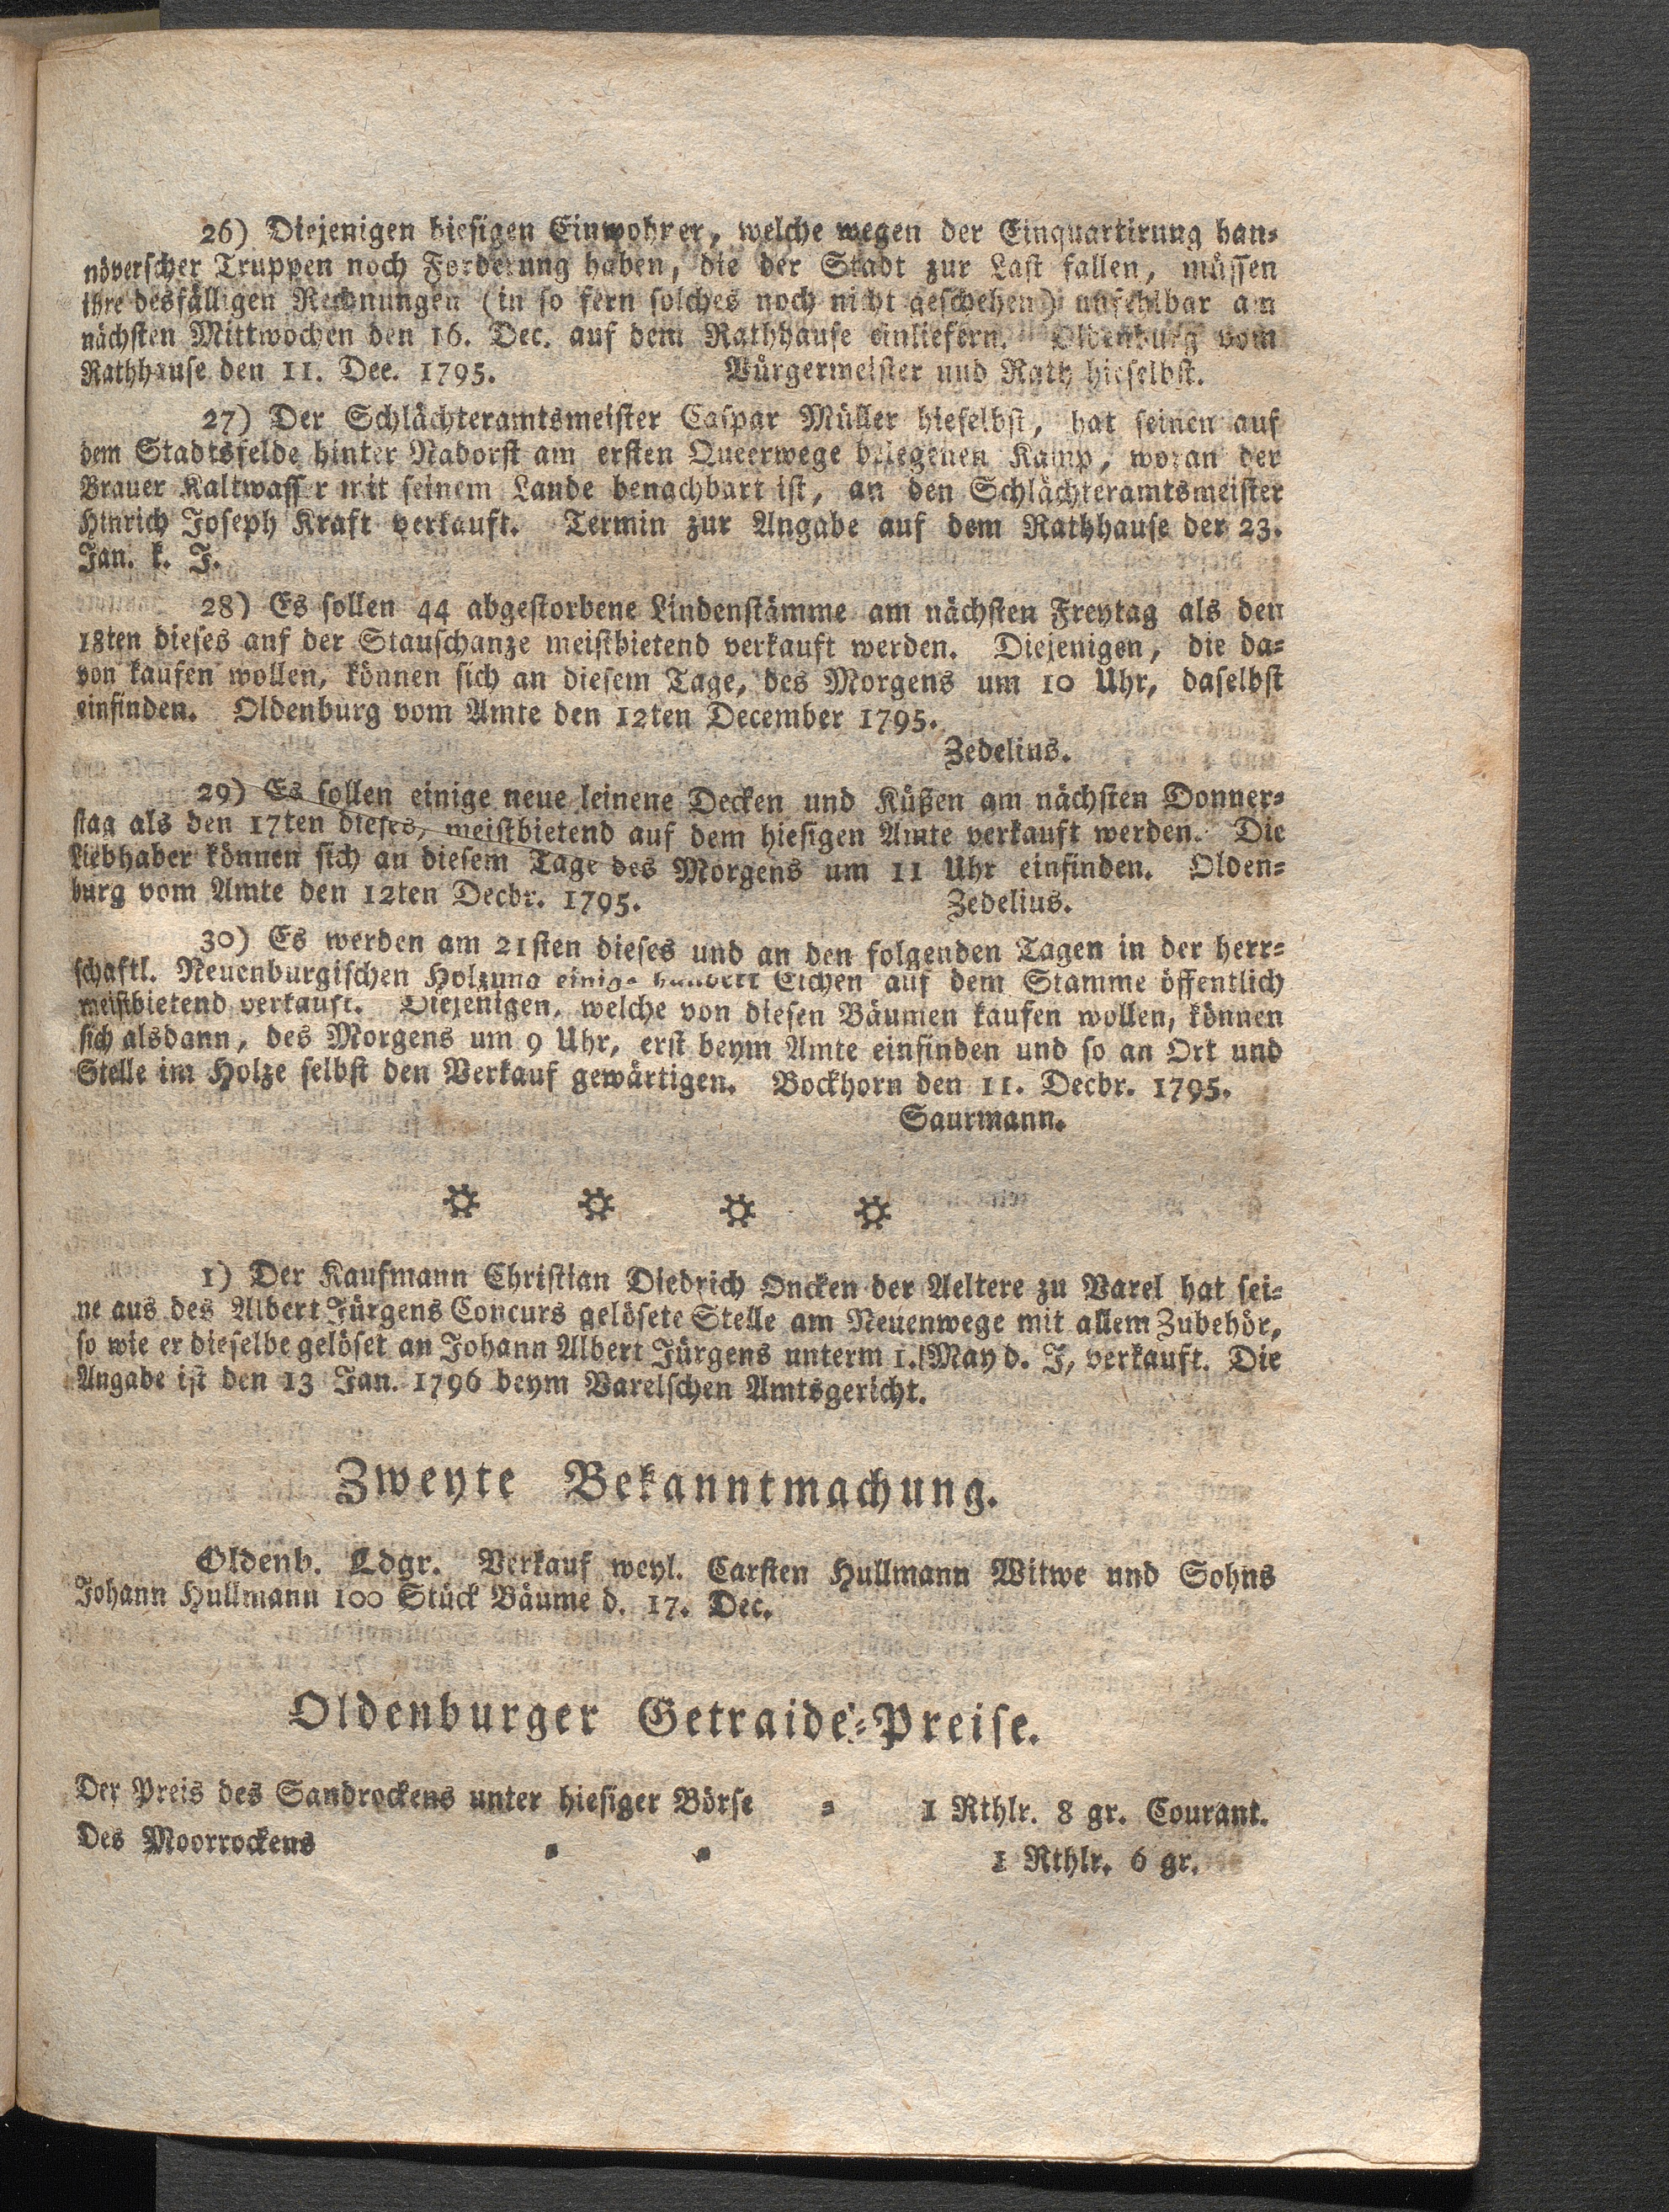 26) Diejenigen hiesigen Einwohner, welche wegen der Einquartirung han-
növerscher Truppen noch Forderung haben, die der Stadt zur Last fallen, müssen
ihre desfälligen Rechnungen (in so fern solches noch nicht geschehen) unfehlbar am
nächsten Mittwochen den 16. Dec. auf dem Rathhause einliefern. Oldenburg vom
Rathhause den 11. Dee. 1795. Bürgermeister und Rath hieselbst.
27) Der Schlächteramtsmeister Caspar Müller hieselbst, hat seinen auf
dem Stadtsfelde hinter Nadorst am ersten Queerwege belegenen Kamp, woran der
Brauer Kaltwasser mit seinem Lande benachbart ist, an den Schlächteramtsmeister
Hinrich Joseph Kraft verkauft. Termin zur Angabe auf dem Rathhause der 23.
Jan. k. J.
28) Es sollen 44 abgestorbene Lindenstämme am nächsten Freytag als den
18ten dieses auf der Stauschanze meistbietend verkauft werden. Diejenigen, die da-
von kaufen wollen, können sich an diesem Tage, des Morgens um 10 Uhr, daselbst
einfinden. Oldenburg vom Amte den 12ten December 1795.
Zedelius.
29) Es sollen einige neue leinene Decken und Küßen am nächsten Donner-
stag als den 17ten dieses, meistbietend auf dem hiesigen Amte verkauft werden. Die
Liebhaber können sich an diesem Tage des Morgens um 11 Uhr einfinden. Olden-
burg vom Amte den 12ten Decbr. 1795. Zedelius.
30) Es werden am 21sten dieses und an den folgenden Tagen in der herr-
schaftl. Neuenburgischen Holzung einige hundert Eichen auf dem Stamme öffentlich
meistbietend verkauft. Diejenigen, welche von diesen Bäumen kaufen wollen, können
sich alsdann, des Morgens um 9 Uhr, erst beym Amte einfinden und so an Ort und
Stelle im Holze selbst den Verkauf gewärtigen. Bockhorn den 11. Decbr. 1795.
Saurmann.
1) Der Kaufmann Christian Diedrich Oncken der Aeltere zu Varel hat sei-
ne aus des Albert Jürgens Concurs gelösete Stelle am Neuenwege mit allem Zubehör,
so wie er dieselbe gelöset an Johann Albert Jürgens unterm 1. May d. J, verkauft. Die
Angabe ist den 13 Jan. 1796 beym Varelschen Amtsgericht.
Zweyte Bekanntmachung.
Oldenb. Ldgr. Verkauf weyl. Carsten Hullmann Witwe und Sohns
Johann Hullmann 100 Stück Bäume d. 17. Dec.
Oldenburger Getraide-Preise.
Der Preis des Sandrockens unter hiesiger Börse - 1 Rthlr. 8 gr. Courant.
Des Moorrockens - - 1 Rthlr. 6 gr.